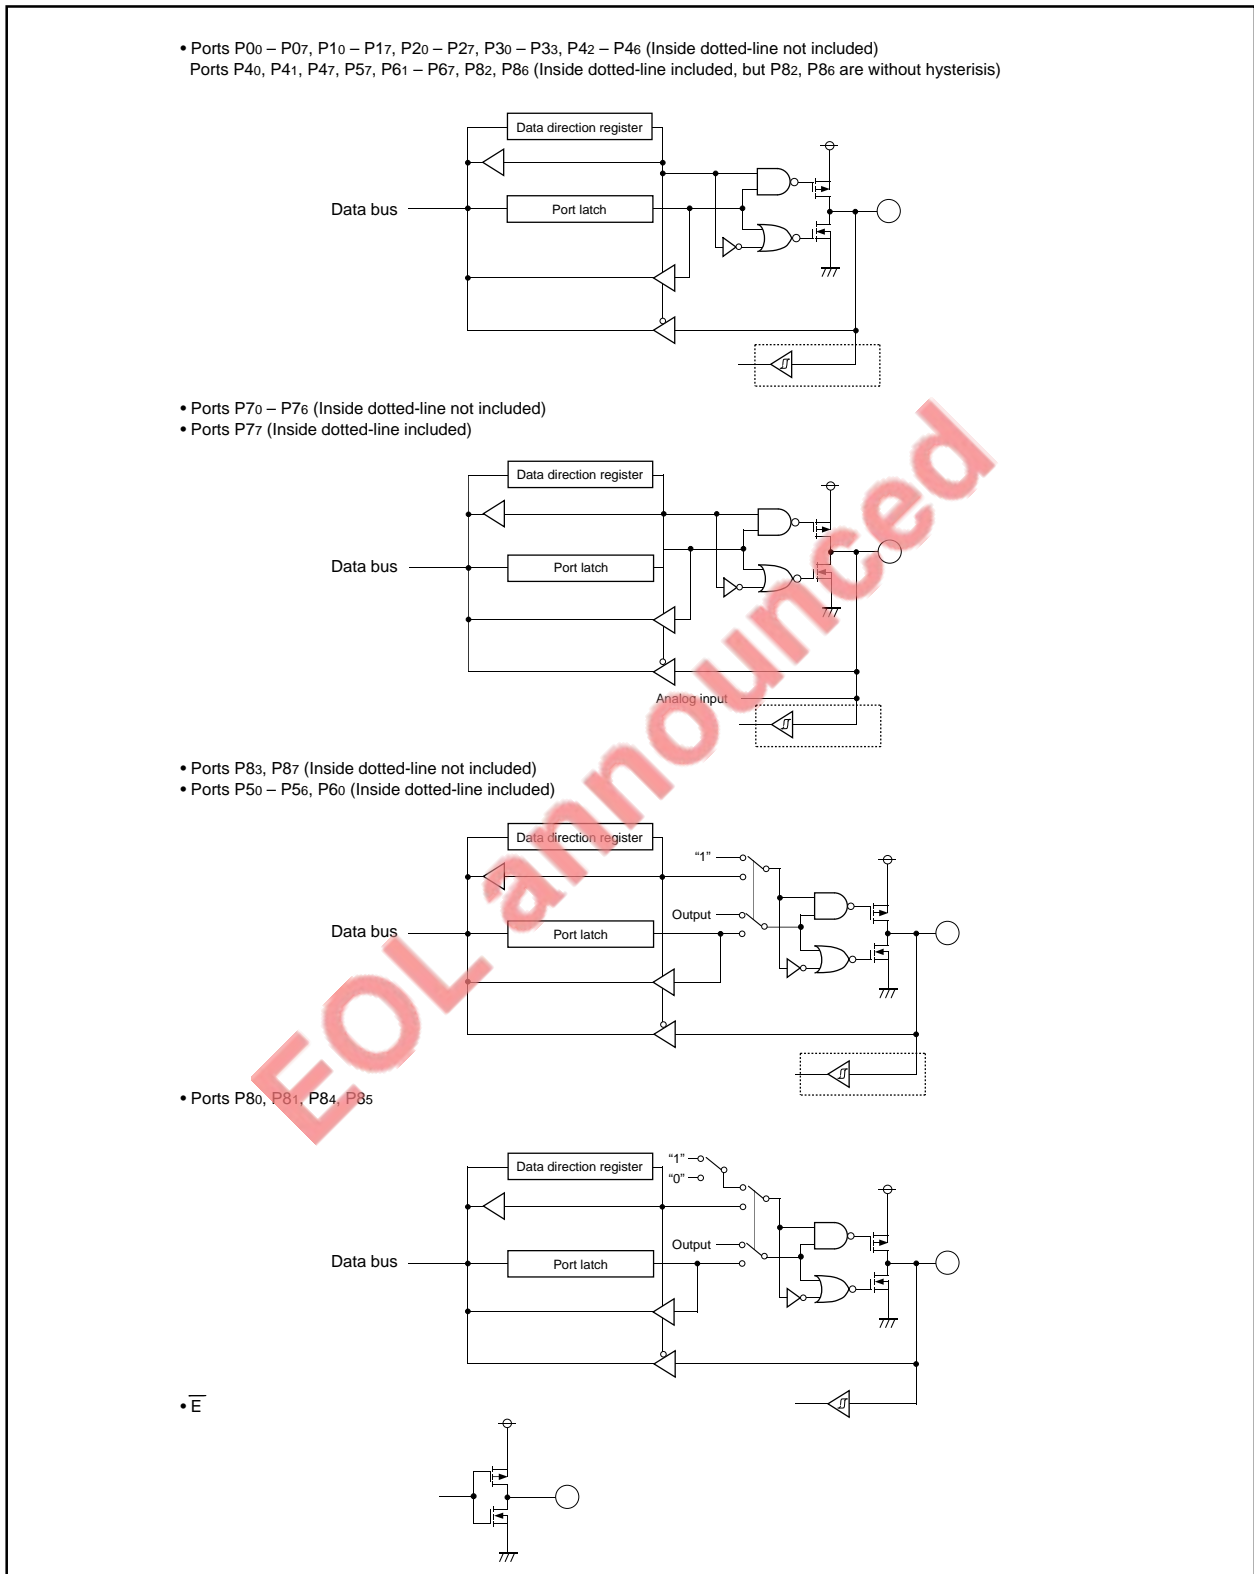 • Ports P00 – P07, P10 – P17, P20 – P27, P30 – P33, P42 – P46 (Inside dotted-line not included)
Ports P40, P41, P47, P57, P61 – P67, P82, P86 (Inside dotted-line included, but P82, P86 are without hysterisis)
Data direction register
Data bus
Port latch
• Ports P70 – P76 (Inside dotted-line not included)
• Ports P77 (Inside dotted-line included)
Data direction register
Data bus
Port latch
Analog input
• Ports P83, P87 (Inside dotted-line not included)
• Ports P50 – P56, P60 (Inside dotted-line included)
Data direction register
“1”
Output
Data bus
Port latch
• Ports P80, P81, P84, P85
Data direction register
“1”
“0”
Output
Data bus
Port latch
• E̅
EOL announced